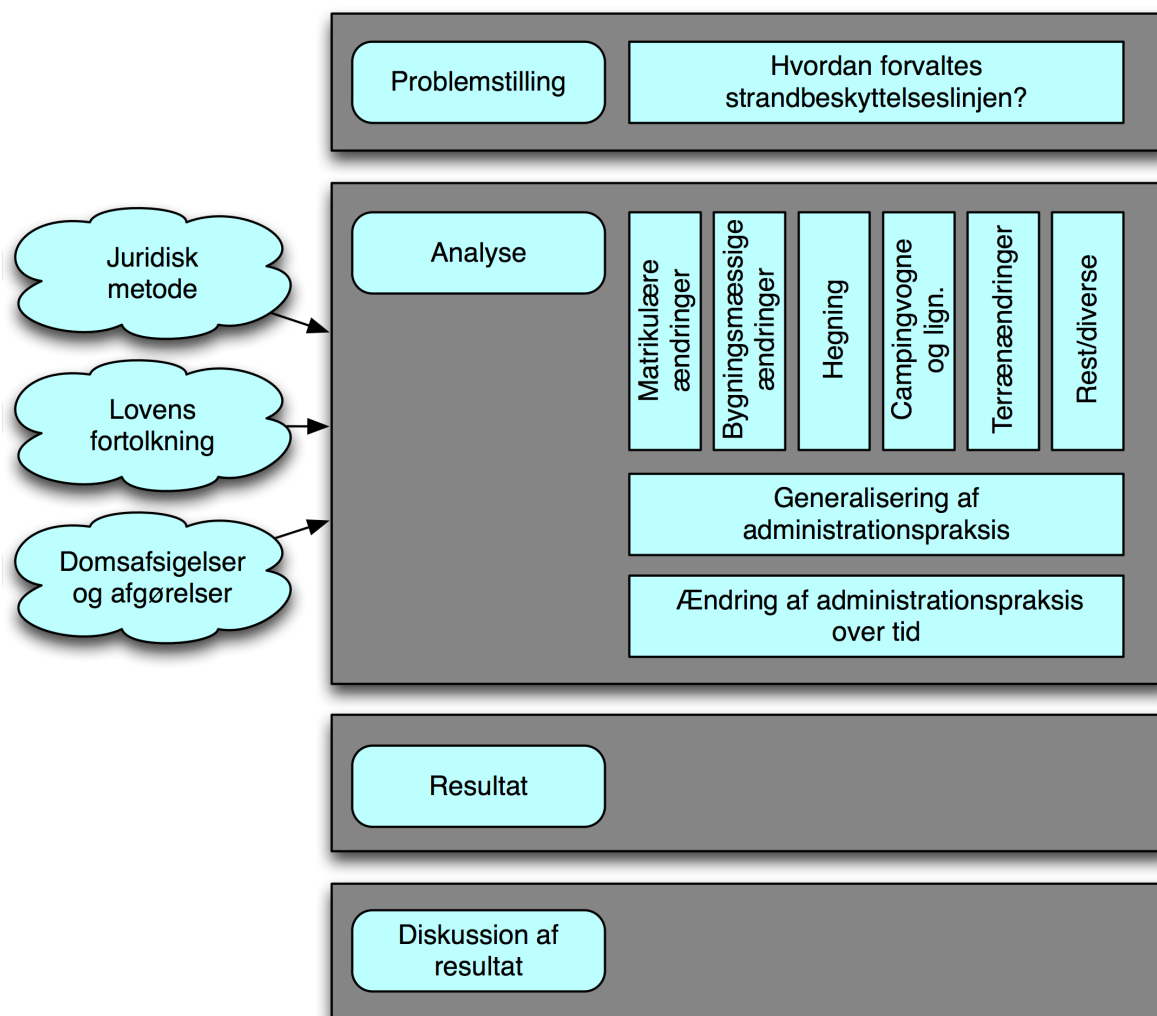 Problemstilling
Hvordan forvaltes
strandbeskyttelseslinjen?
Juridisk
metode
Lovens
fortolkning
Domsafsigelser
og afgørelser
Analyse
Matrikulære
ændringer
Bygningsmæssige
ændringer
Hegning
Campingvogne
og lign.
Terrænændringer
Rest/diverse
Generalisering af
administrationspraksis
Ændring af administrationspraksis
over tid
Resultat
Diskussion af
resultat